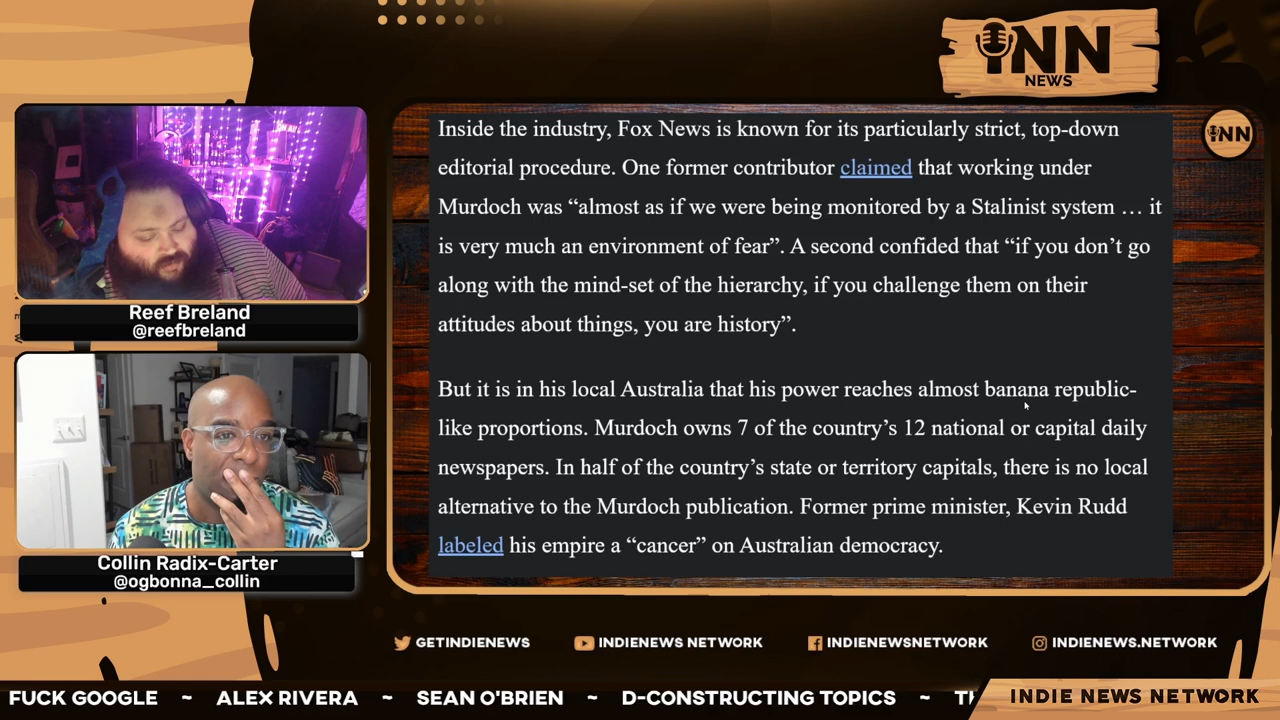 iNN
NEWS
iNN
Inside the industry, Fox News is known for its particularly strict, top-down
editorial procedure. One former contributor claimed that working under
Murdoch was “almost as if we were being monitored by a Stalinist system … it
is very much an environment of fear”. A second confided that “if you don’t go
along with the mind-set of the hierarchy, if you challenge them on their
attitudes about things, you are history”.
But it is in his local Australia that his power reaches almost banana republic-
like proportions. Murdoch owns 7 of the country’s 12 national or capital daily
newspapers. In half of the country’s state or territory capitals, there is no local
alternative to the Murdoch publication. Former prime minister, Kevin Rudd
labeled his empire a “cancer” on Australian democracy.
Reef Breland
@reefbreland
Collin Radix-Carter
@ogbonna_collin
GETINDIENEWS
INDIENEWS NETWORK
INDIENEWSNETWORK
INDIENEWS.NETWORK
FUCK GOOGLE ~ ALEX RIVERA ~ SEAN O'BRIEN ~ D-CONSTRUCTING TOPICS ~
INDIE NEWS NETWORK